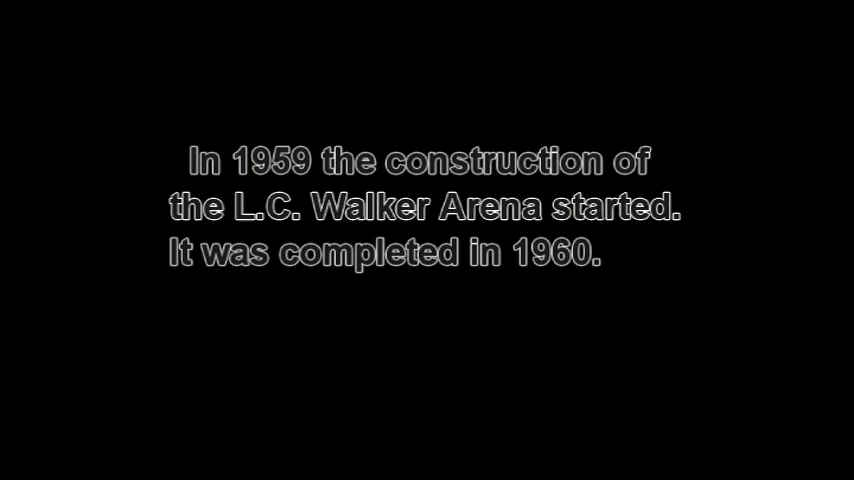 In 1959 the construction of
the L.C. Walker Arena started.
It was completed in 1960.